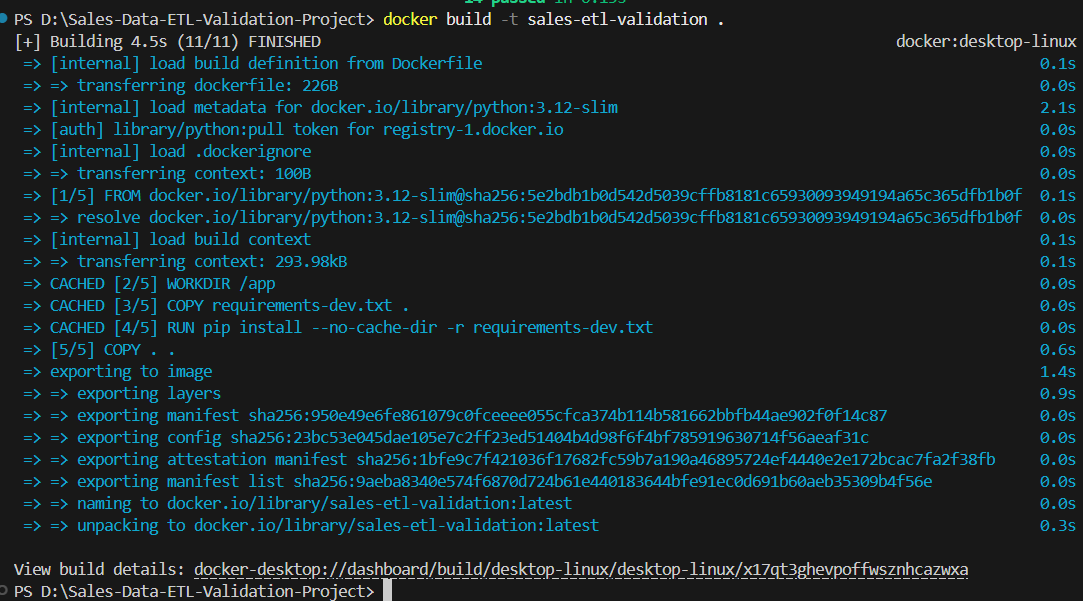 14 passed in 0.19s
PS D:\Sales-Data-ETL-Validation-Project> docker build -t sales-etl-validation .
[+] Building 4.5s (11/11) FINISHED docker:desktop-linux
=> [internal] load build definition from Dockerfile 0.1s
=> => transferring dockerfile: 226B 0.0s
=> [internal] load metadata for docker.io/library/python:3.12-slim 2.1s
=> [auth] library/python:pull token for registry-1.docker.io 0.0s
=> [internal] load .dockerignore 0.0s
=> => transferring context: 100B 0.0s
=> [1/5] FROM docker.io/library/python:3.12-slim@sha256:5e2bdb1b0d542d5039cffb8181c65930093949194a65c365dfb1b0f 0.1s
=> => resolve docker.io/library/python:3.12-slim@sha256:5e2bdb1b0d542d5039cffb8181c65930093949194a65c365dfb1b0f 0.0s
=> [internal] load build context 0.1s
=> => transferring context: 293.98kB 0.1s
=> CACHED [2/5] WORKDIR /app 0.0s
=> CACHED [3/5] COPY requirements-dev.txt . 0.0s
=> CACHED [4/5] RUN pip install --no-cache-dir -r requirements-dev.txt 0.0s
=> [5/5] COPY . . 0.6s
=> exporting to image 1.4s
=> => exporting layers 0.9s
=> => exporting manifest sha256:950e49e6fe861079c0fceeee055cfca374b114b581662bbfb44ae902f0f14c87 0.0s
=> => exporting config sha256:23bc53e045dae105e7c2ff23ed51404b4d98f6f4bf785919630714f56aeaf31c 0.0s
=> => exporting attestation manifest sha256:1bfe9c7f421036f17682fc59b7a190a46895724ef4440e2e172bcac7fa2f38fb 0.0s
=> => exporting manifest list sha256:9aeba8340e574f6870d724b61e440183644bfe91ec0d691b60aeb35309b4f56e 0.0s
=> => naming to docker.io/library/sales-etl-validation:latest 0.0s
=> => unpacking to docker.io/library/sales-etl-validation:latest 0.3s
View build details: docker-desktop://dashboard/build/desktop-linux/desktop-linux/x17qt3ghevpoffwsznhcazwxa
PS D:\Sales-Data-ETL-Validation-Project>